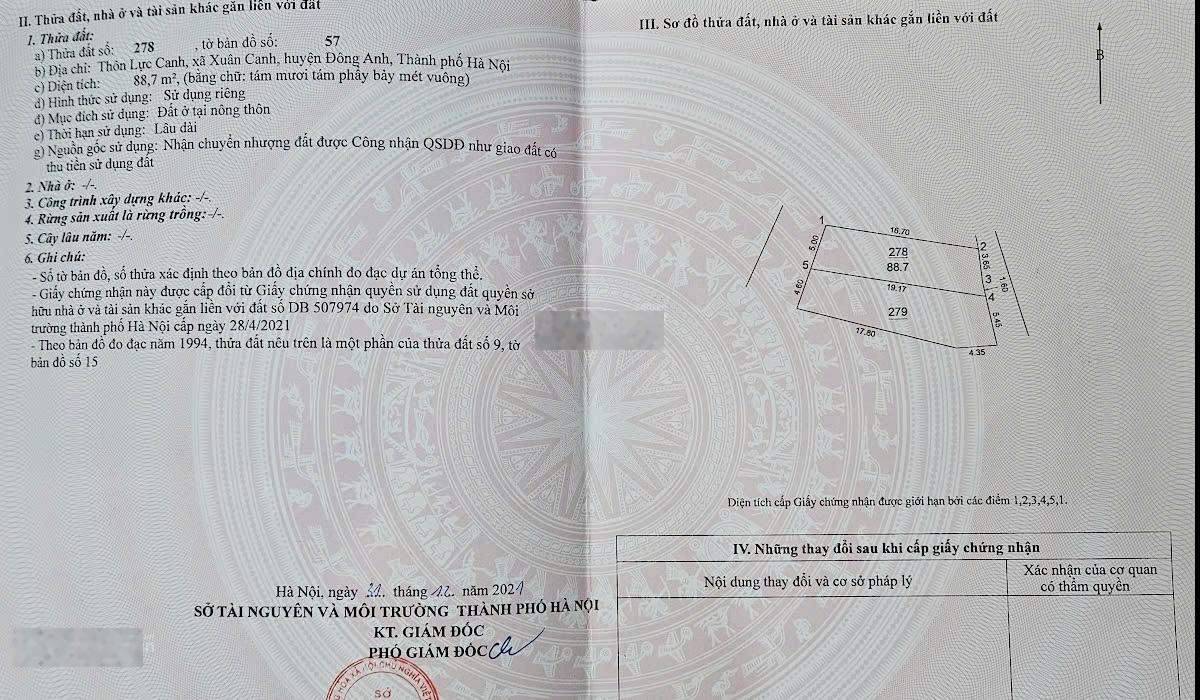 II. Thửa đất, nhà ở và tài sản khác gắn liền với đất
1. Thửa đất:
a) Thửa đất số: 278 , tờ bản đồ số: 57
b) Địa chỉ: Thôn Lực Canh, xã Xuân Canh, huyện Đông Anh, Thành phố Hà Nội
c) Diện tích: 88,7 m², (bằng chữ: tám mươi tám phẩy bảy mét vuông)
d) Hình thức sử dụng: Sử dụng riêng
đ) Mục đích sử dụng: Đất ở tại nông thôn
e) Thời hạn sử dụng: Lâu dài
g) Nguồn gốc sử dụng: Nhận chuyển nhượng đất được Công nhận QSDĐ như giao đất có
thu tiền sử dụng đất
2. Nhà ở: -/-.
3. Công trình xây dựng khác: -/-.
4. Rừng sản xuất là rừng trồng:-/-.
5. Cây lâu năm: -/-.
6. Ghi chú:
- Số tờ bản đồ, số thửa xác định theo bản đồ địa chính đo đạc dự án tổng thể.
- Giấy chứng nhận này được cấp đổi từ Giấy chứng nhận quyền sử dụng đất quyền sở
hữu nhà ở và tài sản khác gắn liền với đất số DB 507974 do Sở Tài nguyên và Môi
trường thành phố Hà Nội cấp ngày 28/4/2021
- Theo bản đồ đo đạc năm 1994, thửa đất nêu trên là một phần của thửa đất số 9, tờ
bản đồ số 15
Hà Nội, ngày 31. tháng 12. năm 2021
SỞ TÀI NGUYÊN VÀ MÔI TRƯỜNG THÀNH PHỐ HÀ NỘI
KT. GIÁM ĐỐC
PHÓ GIÁM ĐỐC
SỞ
III. Sơ đồ thửa đất, nhà ở và tài sản khác gắn liền với đất
B
1
16.70
2
5.00
278
88.7
3.65
3
1.60
5
19.17
4
4.60
279
5.45
17.80
4.35
Diện tích cấp Giấy chứng nhận được giới hạn bởi các điểm 1,2,3,4,5,1.
IV. Những thay đổi sau khi cấp giấy chứng nhận
Nội dung thay đổi và cơ sở pháp lý
Xác nhận của cơ quan
có thẩm quyền